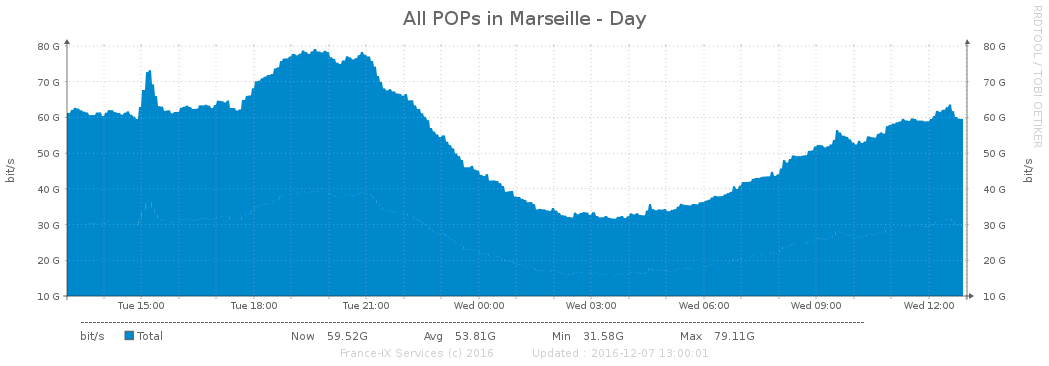 All POPs in Marseille - Day
RRDTOOL / TOBI OETIKER
bit/s
bit/s
80 G 80 G
70 G 70 G
60 G 60 G
50 G 50 G
40 G 40 G
30 G 30 G
20 G 20 G
10 G 10 G
Tue 15:00 Tue 18:00 Tue 21:00 Wed 00:00 Wed 03:00 Wed 06:00 Wed 09:00 Wed 12:00
bit/s Total Now 59.52G Avg 53.81G Min 31.58G Max 79.11G
France-IX Services (c) 2016 Updated : 2016-12-07 13:00:01